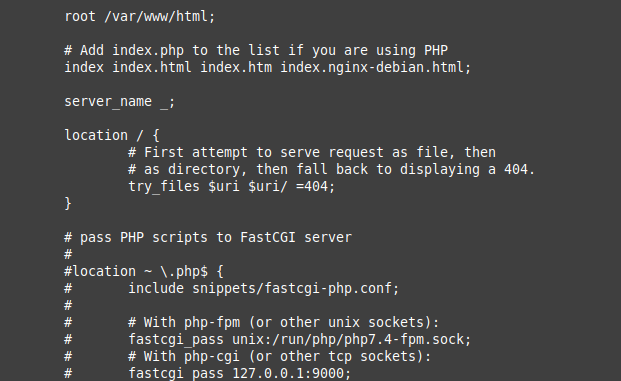 root /var/www/html;
# Add index.php to the list if you are using PHP
index index.html index.htm index.nginx-debian.html;
server_name _;
location / {
# First attempt to serve request as file, then
# as directory, then fall back to displaying a 404.
try_files $uri $uri/ =404;
}
# pass PHP scripts to FastCGI server
#
#location ~ \.php$ {
#       include snippets/fastcgi-php.conf;
#
#       # With php-fpm (or other unix sockets):
#       fastcgi_pass unix:/run/php/php7.4-fpm.sock;
#       # With php-cgi (or other tcp sockets):
#       fastcgi_pass 127.0.0.1:9000;